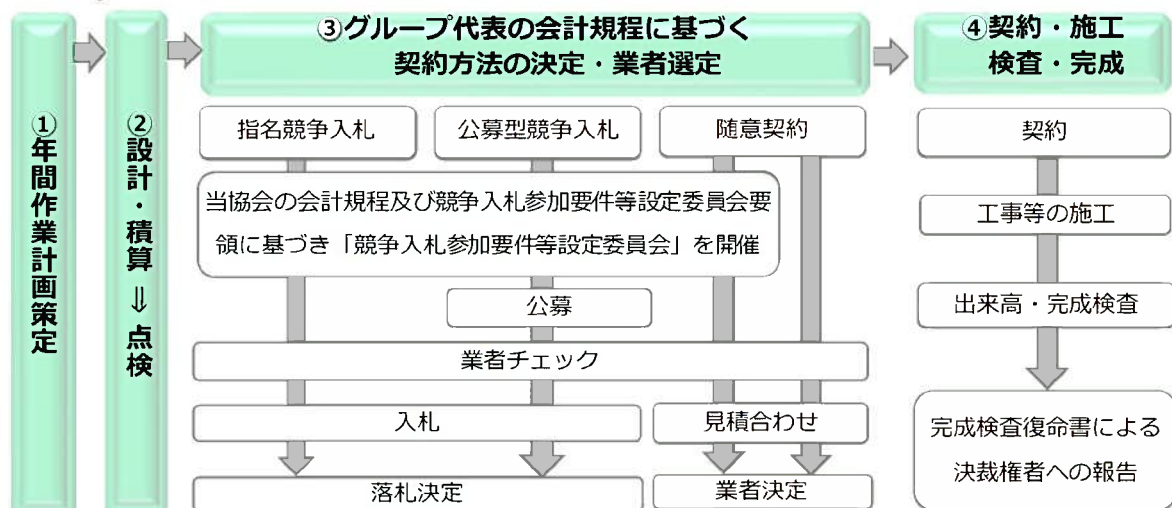 ①年間作業計画策定
②設計・積算⇒点検
③グループ代表の会計規程に基づく
契約方法の決定・業者選定
指名競争入札
公募型競争入札
随意契約
当協会の会計規程及び競争入札参加要件等設定委員会要
領に基づき「競争入札参加要件等設定委員会」を開催
公募
業者チェック
入札
見積合わせ
落札決定
業者決定
④契約・施工
検査・完成
契約
工事等の施工
出来高・完成検査
完成検査復命書による
決裁権者への報告